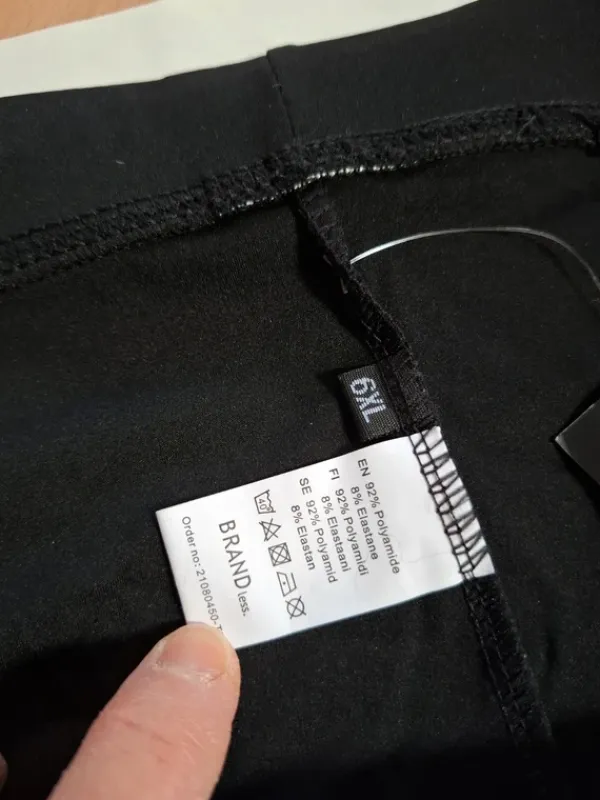 6XL
EN 92% Polyamide
8% Elastane
FI 92% Polyamidi
8% Elastaani
SE 92% Polyamid
8% Elastan
40
BRAND less.
Order no: 21080450-